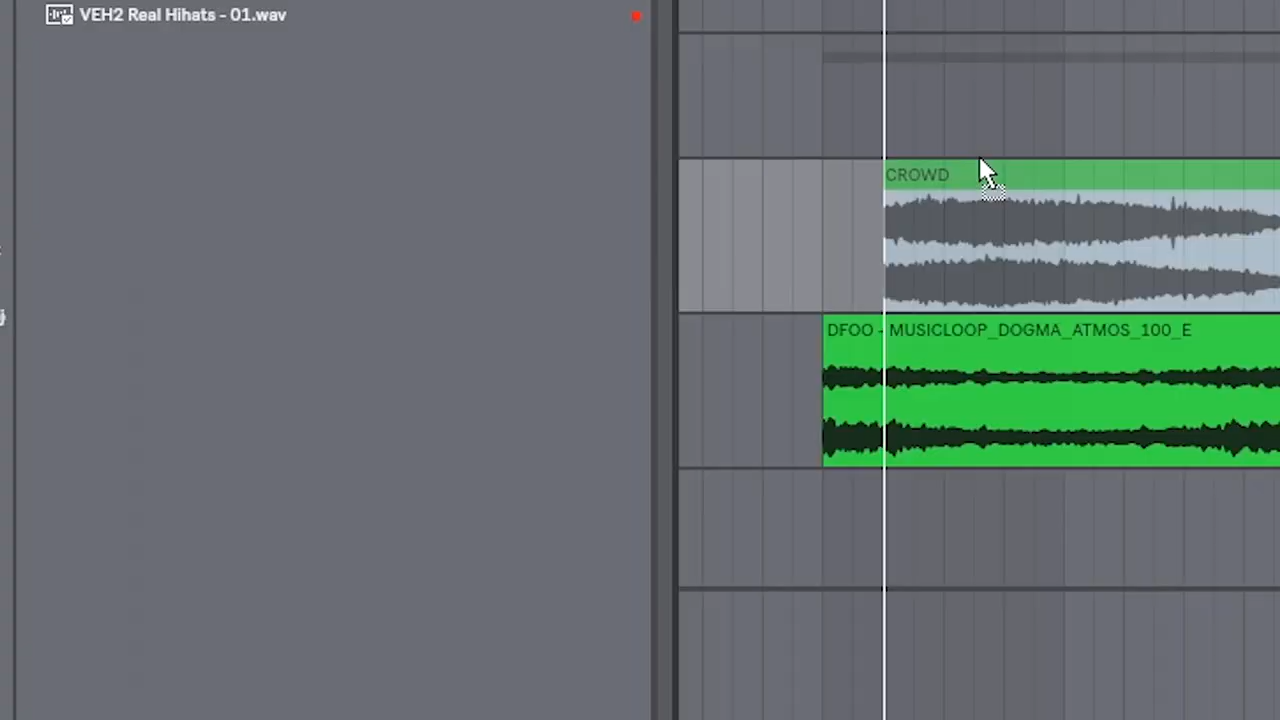 VEH2 Real Hihats - 01.wav
CROWD
DFOO - MUSICLOOP_DOGMA_ATMOS_100_E